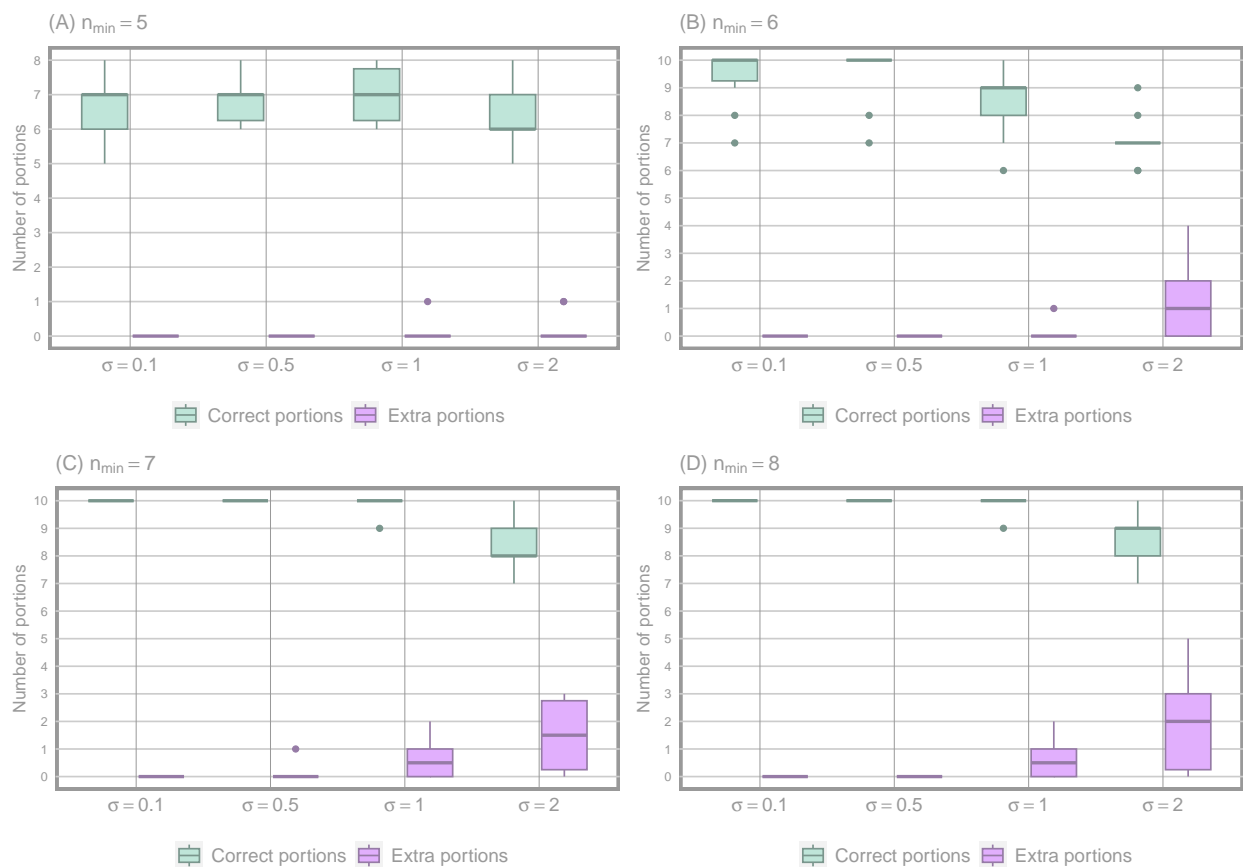 (A) nmin = 5
Number of portions
8
7
6
5
4
3
2
1
0
σ = 0.1 σ = 0.5 σ = 1 σ = 2
Correct portions Extra portions
(B) nmin = 6
Number of portions
10
9
8
7
6
5
4
3
2
1
0
σ = 0.1 σ = 0.5 σ = 1 σ = 2
Correct portions Extra portions
(C) nmin = 7
Number of portions
10
9
8
7
6
5
4
3
2
1
0
σ = 0.1 σ = 0.5 σ = 1 σ = 2
Correct portions Extra portions
(D) nmin = 8
Number of portions
10
9
8
7
6
5
4
3
2
1
0
σ = 0.1 σ = 0.5 σ = 1 σ = 2
Correct portions Extra portions